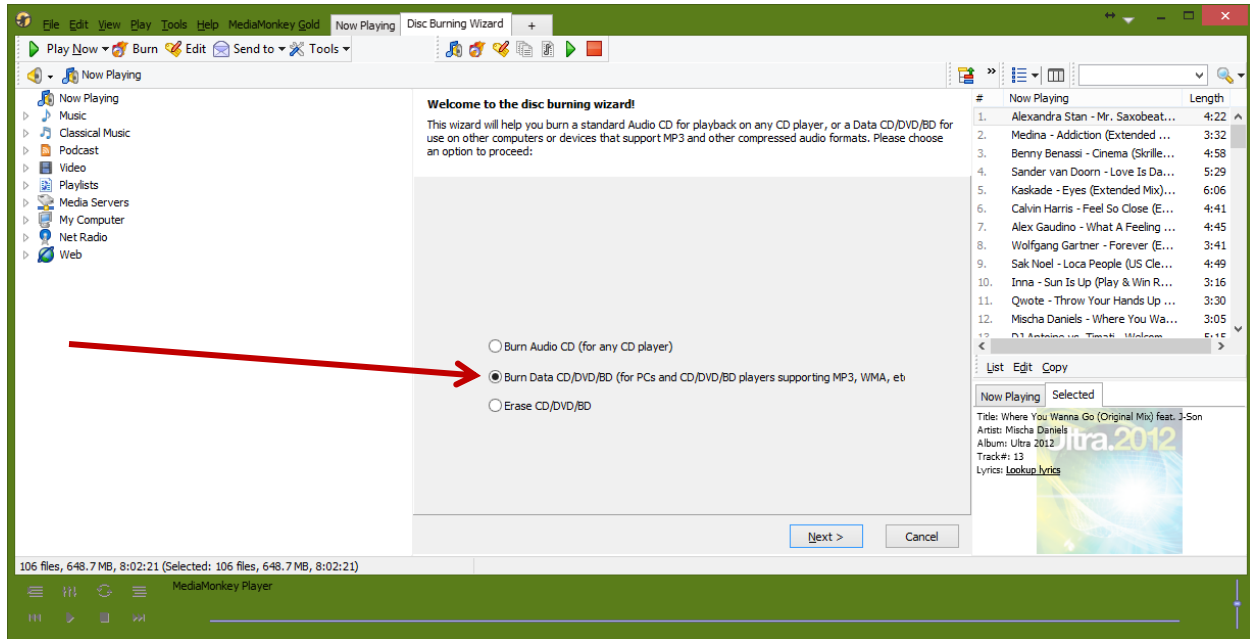 File Edit View Play Tools Help MediaMonkey Gold Now Playing Disc Burning Wizard +
Play Now Burn Edit Send to Tools
Now Playing
Now Playing
Music
Classical Music
Podcast
Video
Playlists
Media Servers
My Computer
Net Radio
Web
Welcome to the disc burning wizard!
This wizard will help you burn a standard Audio CD for playback on any CD player, or a Data CD/DVD/BD for
use on other computers or devices that support MP3 and other compressed audio formats. Please choose
an option to proceed:
Burn Audio CD (for any CD player)
Burn Data CD/DVD/BD (for PCs and CD/DVD/BD players supporting MP3, WMA, et
Erase CD/DVD/BD
Next > Cancel
# Now Playing Length
1. Alexandra Stan - Mr. Saxobeat... 4:22
2. Medina - Addiction (Extended ... 3:32
3. Benny Benassi - Cinema (Skrille... 4:58
4. Sander van Doorn - Love Is Da... 5:29
5. Kaskade - Eyes (Extended Mix)... 6:06
6. Calvin Harris - Feel So Close (E... 4:41
7. Alex Gaudino - What A Feeling ... 4:45
8. Wolfgang Gartner - Forever (E... 3:41
9. Sak Noel - Loca People (US Cle... 4:49
10. Inna - Sun Is Up (Play & Win R... 3:16
11. Qwote - Throw Your Hands Up ... 3:30
12. Mischa Daniels - Where You Wa... 3:05
List Edit Copy
Now Playing Selected
Title: Where You Wanna Go (Original Mix) feat. J-Son
Artist: Mischa Daniels
Album: Ultra 2012
Track#: 13
Lyrics: Lookup lyrics
Ultra.2012
106 files, 648.7 MB, 8:02:21 (Selected: 106 files, 648.7 MB, 8:02:21)
MediaMonkey Player